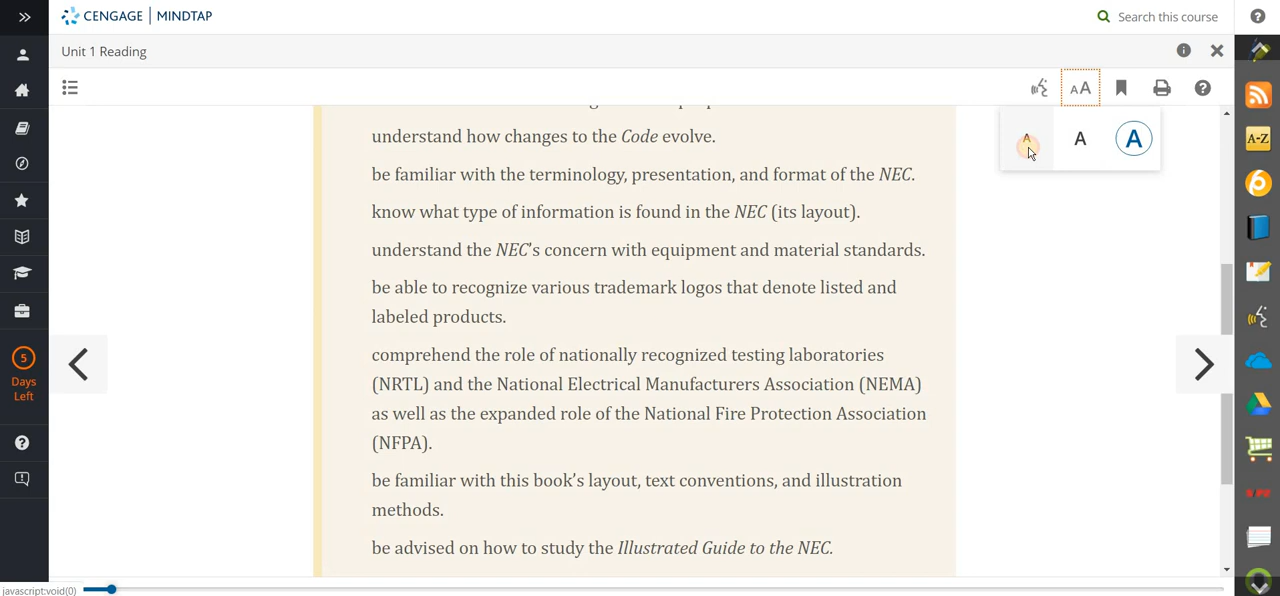 CENGAGE | MINDTAP
Search this course
Unit 1 Reading
A A
A A A
understand how changes to the Code evolve.
be familiar with the terminology, presentation, and format of the NEC.
know what type of information is found in the NEC (its layout).
understand the NEC's concern with equipment and material standards.
be able to recognize various trademark logos that denote listed and
labeled products.
comprehend the role of nationally recognized testing laboratories
(NRTL) and the National Electrical Manufacturers Association (NEMA)
as well as the expanded role of the National Fire Protection Association
(NFPA).
be familiar with this book's layout, text conventions, and illustration
methods.
be advised on how to study the Illustrated Guide to the NEC.
5
Days
Left
A-Z
javascript:void(0)